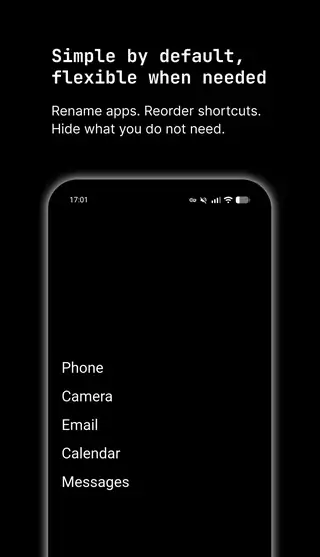 Simple by default,
flexible when needed
Rename apps. Reorder shortcuts.
Hide what you do not need.
17:01
Phone
Camera
Email
Calendar
Messages